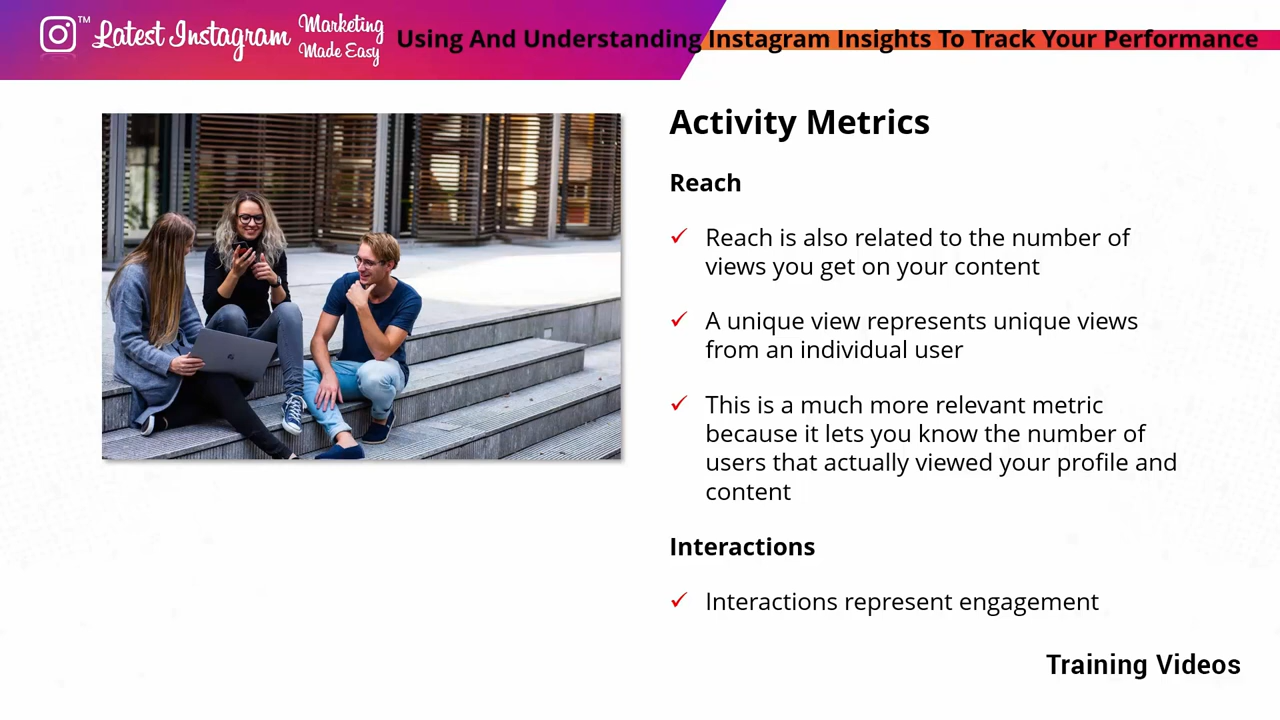 ™ Latest Instagram Marketing Made Easy
Using And Understanding Instagram Insights To Track Your Performance
Activity Metrics
Reach
✓ Reach is also related to the number of
views you get on your content
✓ A unique view represents unique views
from an individual user
✓ This is a much more relevant metric
because it lets you know the number of
users that actually viewed your profile and
content
Interactions
✓ Interactions represent engagement
Training Videos